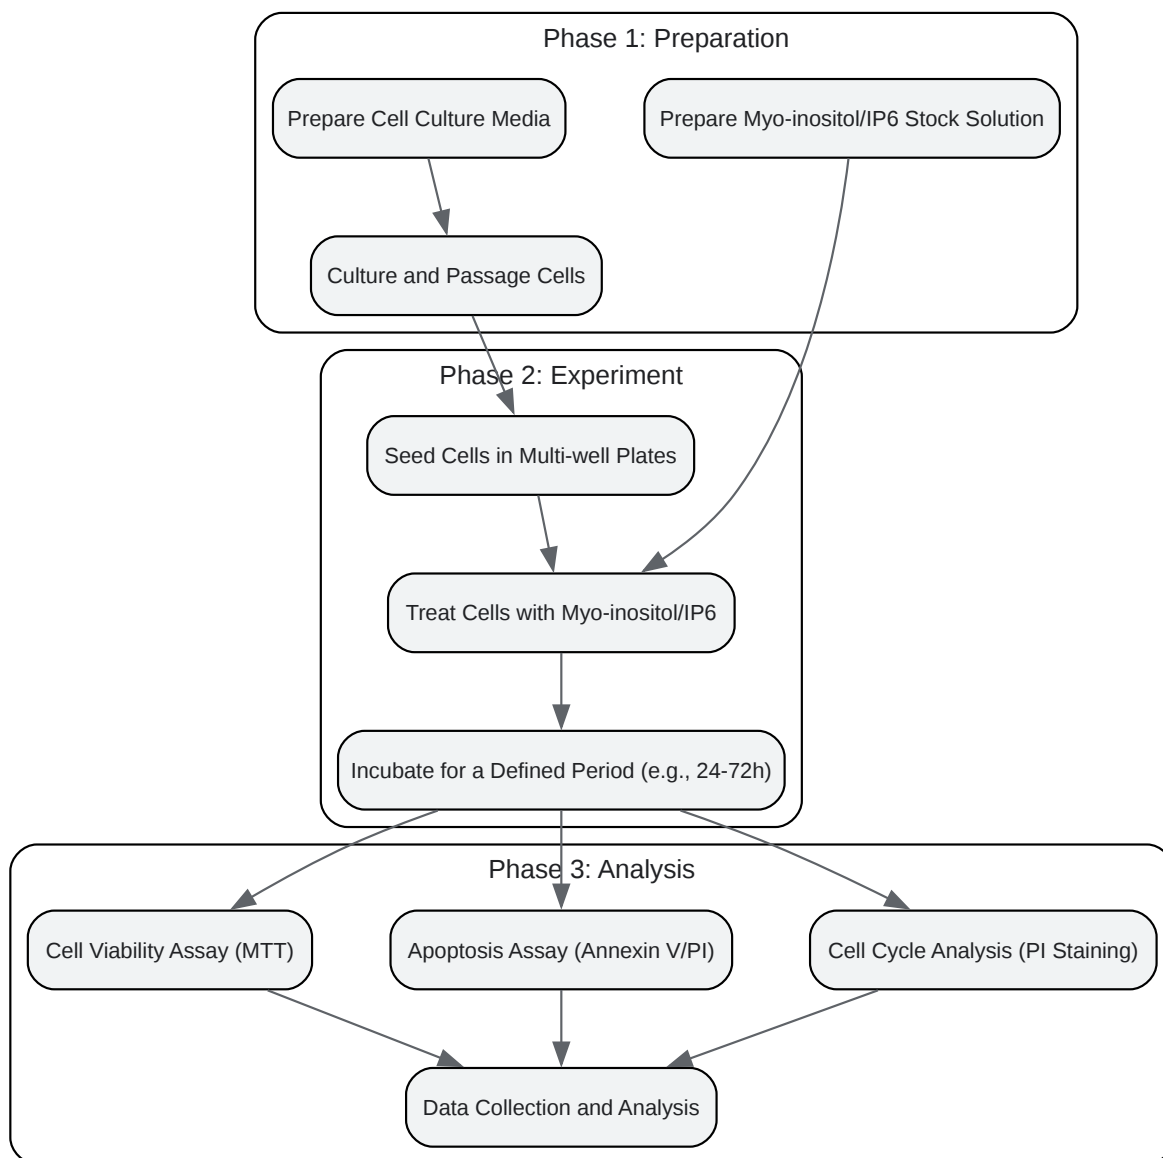 Phase 1: Preparation
Prepare Cell Culture Media
Prepare Myo-inositol/IP6 Stock Solution
Culture and Passage Cells
Phase 2: Experiment
Seed Cells in Multi-well Plates
Treat Cells with Myo-inositol/IP6
Incubate for a Defined Period (e.g., 24-72h)
Phase 3: Analysis
Cell Viability Assay (MTT)
Apoptosis Assay (Annexin V/PI)
Cell Cycle Analysis (PI Staining)
Data Collection and Analysis